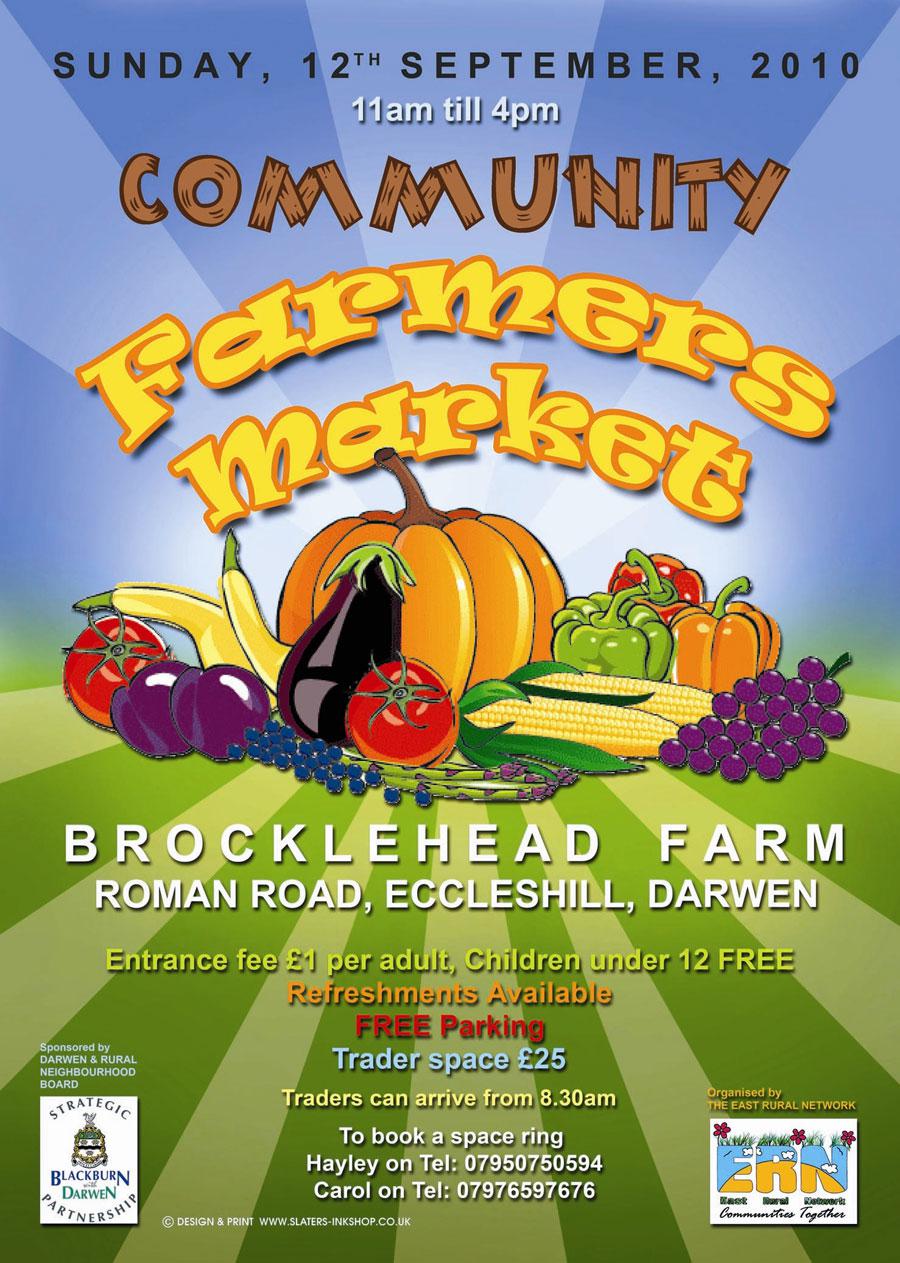 SUNDAY, 12TH SEPTEMBER, 2010
11am till 4pm
COMMUNITY
Farmers
Market
BROCKLEHEAD FARM
ROMAN ROAD, ECCLESHILL, DARWEN
Entrance fee £1 per adult, Children under 12 FREE
Refreshments Available
FREE Parking
Trader space £25
Traders can arrive from 8.30am
To book a space ring
Hayley on Tel: 07950750594
Carol on Tel: 07976597676
Sponsored by
DARWEN & RURAL
NEIGHBOURHOOD
BOARD
STRATEGIC
BLACKBURN
with
DARWEN
PARTNERSHIP
© DESIGN & PRINT WWW.SLATERS-INKSHOP.CO.UK
Organised by
THE EAST RURAL NETWORK
ERN
East Rural Network
Communities Together